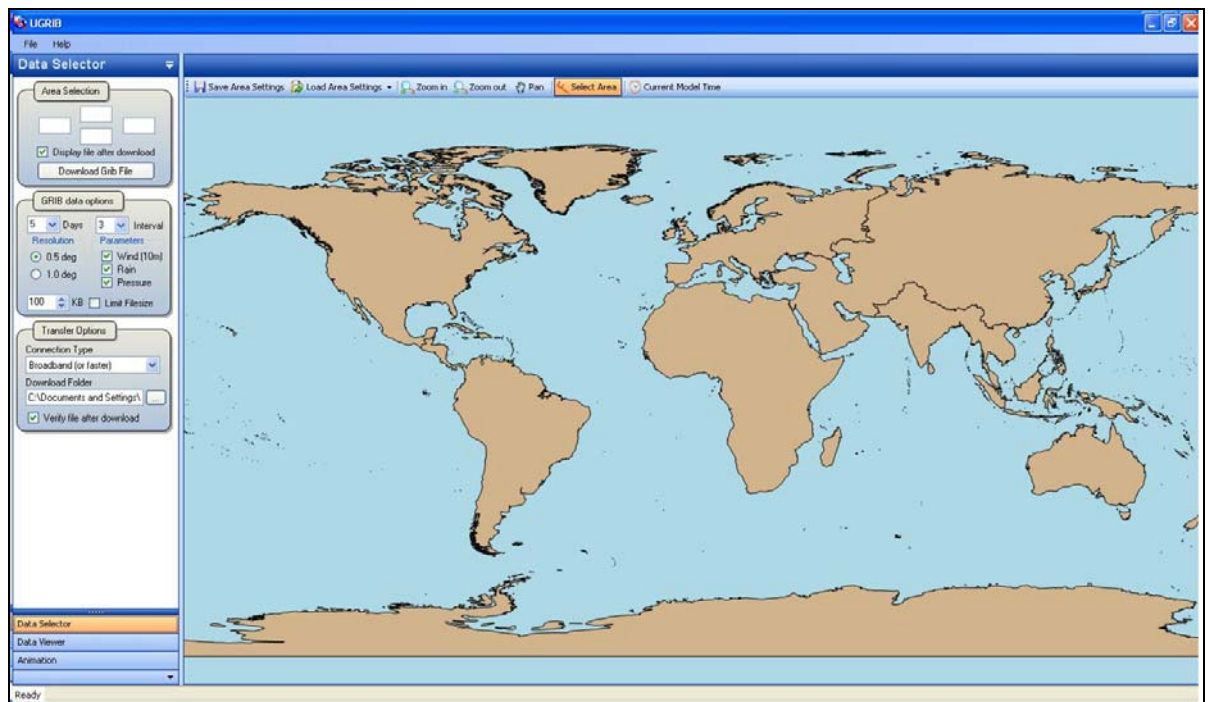 UGRIB
File Help
Data Selector
Save Area Settings Load Area Settings Zoom in Zoom out Pan Select Area Current Model Time
Area Selection
Display file after download
Download Grib File
GRIB data options
5 Days 3 Interval
Resolution Parameters
0.5 deg Wind (10m)
Rain
1.0 deg
Pressure
100 KB Limit Filesize
Transfer Options
Connection Type
Broadband (or faster)
Download Folder
C:\Documents and Settings\ ...
Verify file after download
Data Selector
Data Viewer
Animation
Ready